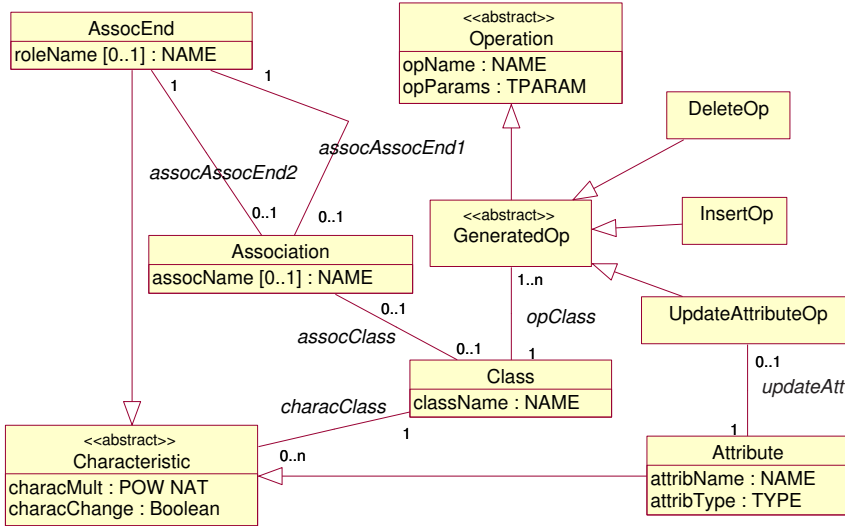 AssocEnd
roleName [0..1] : NAME
<<abstract>>
Operation
opName : NAME
opParams : TPARAM
DeleteOp
1
1
assocAssocEnd1
assocAssocEnd2
0..1
0..1
<<abstract>>
GeneratedOp
InsertOp
Association
assocName [0..1] : NAME
1..n
0..1
assocClass
opClass
UpdateAttributeOp
0..1
1
0..1
updateAtt
Class
className : NAME
characClass
1
<<abstract>>
Characteristic
characMult : POW NAT
characChange : Boolean
0..n
1
Attribute
attribName : NAME
attribType : TYPE